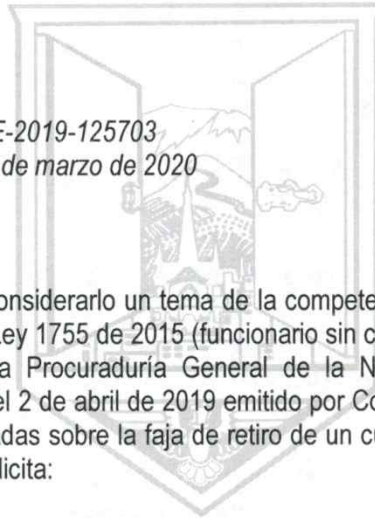 E-2019-125703
de marzo de 2020
onsiderarlo un tema de la compete
ey 1755 de 2015 (funcionario sin c
a Procuraduría General de la N
el 2 de abril de 2019 emitido por Co
adas sobre la faja de retiro de un cu
licita: